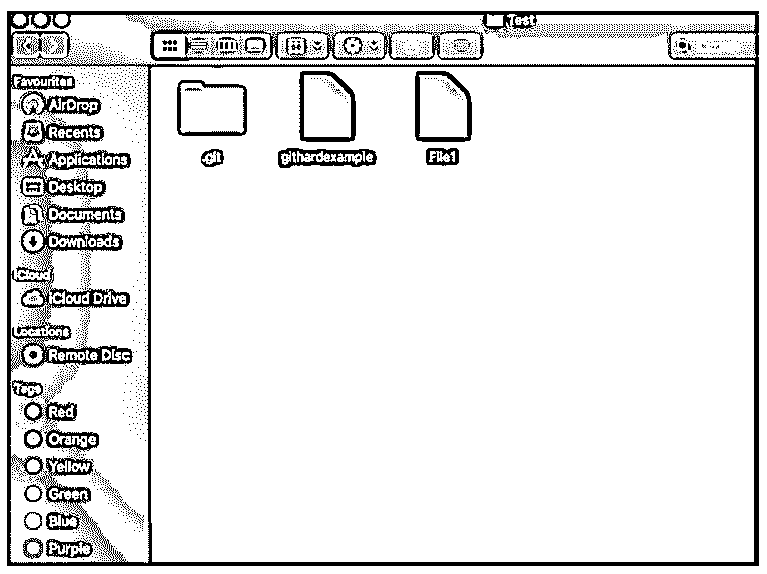 Test
Favourites
AirDrop
Recents
Applications
Desktop
Documents
Downloads
iCloud
iCloud Drive
Locations
Remote Disc
Tags
Red
Orange
Yellow
Green
Blue
Purple
.git
githardexample
File1